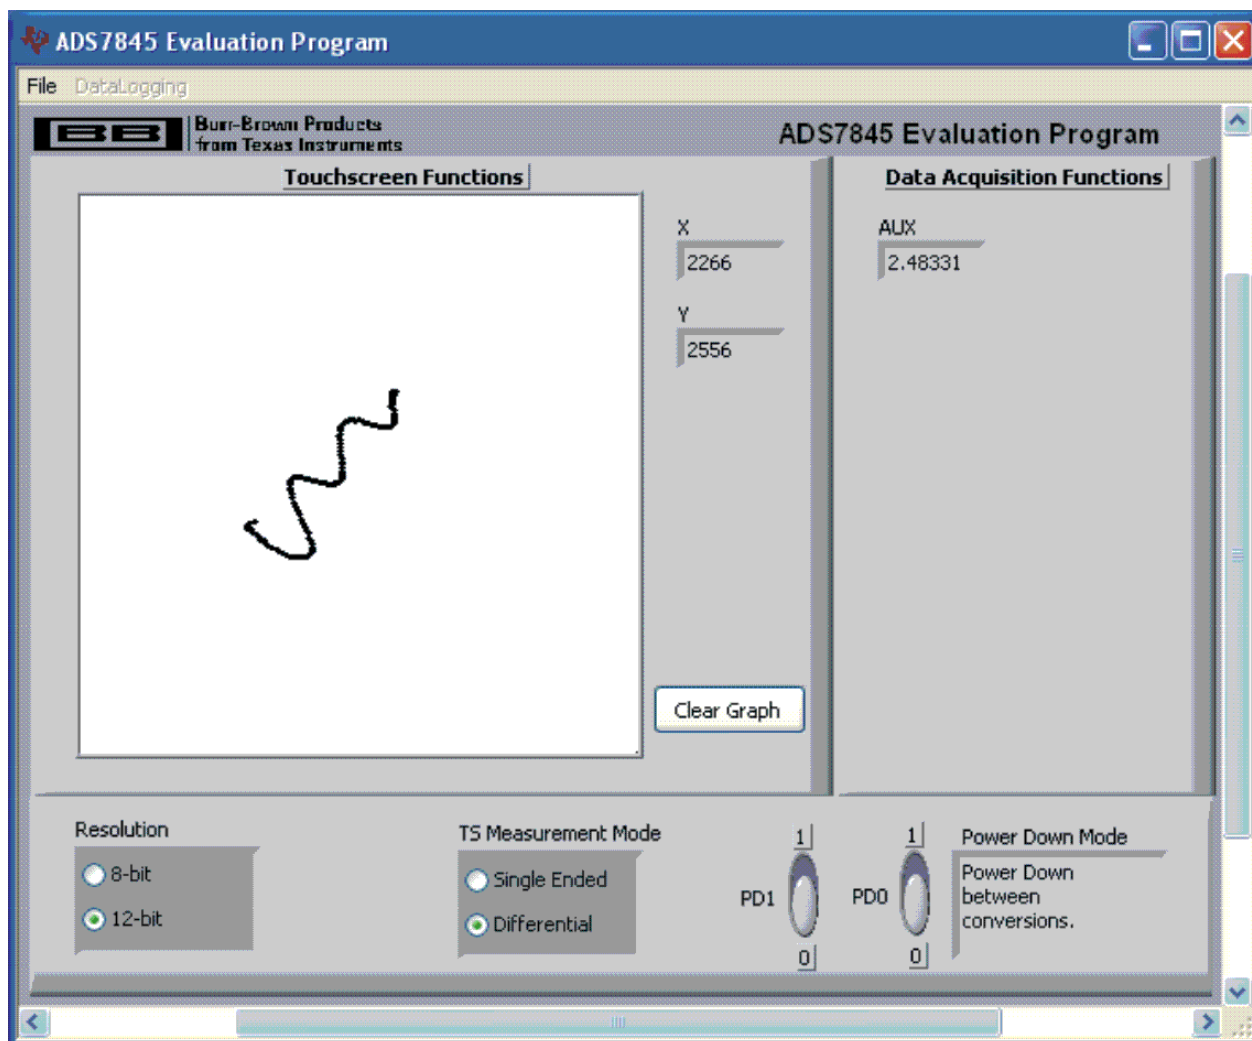 ADS7845 Evaluation Program
File DataLogging
BB Burr-Brown Products
from Texas Instruments
ADS7845 Evaluation Program
Touchscreen Functions
X
2266
Y
2556
Clear Graph
Data Acquisition Functions
AUX
2.48331
Resolution
8-bit
12-bit
TS Measurement Mode
Single Ended
Differential
1
PD1
0
1
PD0
0
Power Down Mode
Power Down
between
conversions.